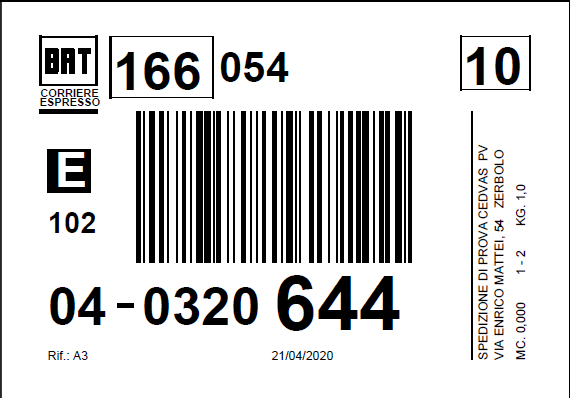 BRT
CORRIERE
ESPRESSO
166 054
10
E
102
04-0320 644
Rif.: A3
21/04/2020
SPEDIZIONE DI PROVA CEDVAS PV
VIA ENRICO MATTEI, 54 ZERBOLO
MC. 0,000 1 - 2 KG. 1,0